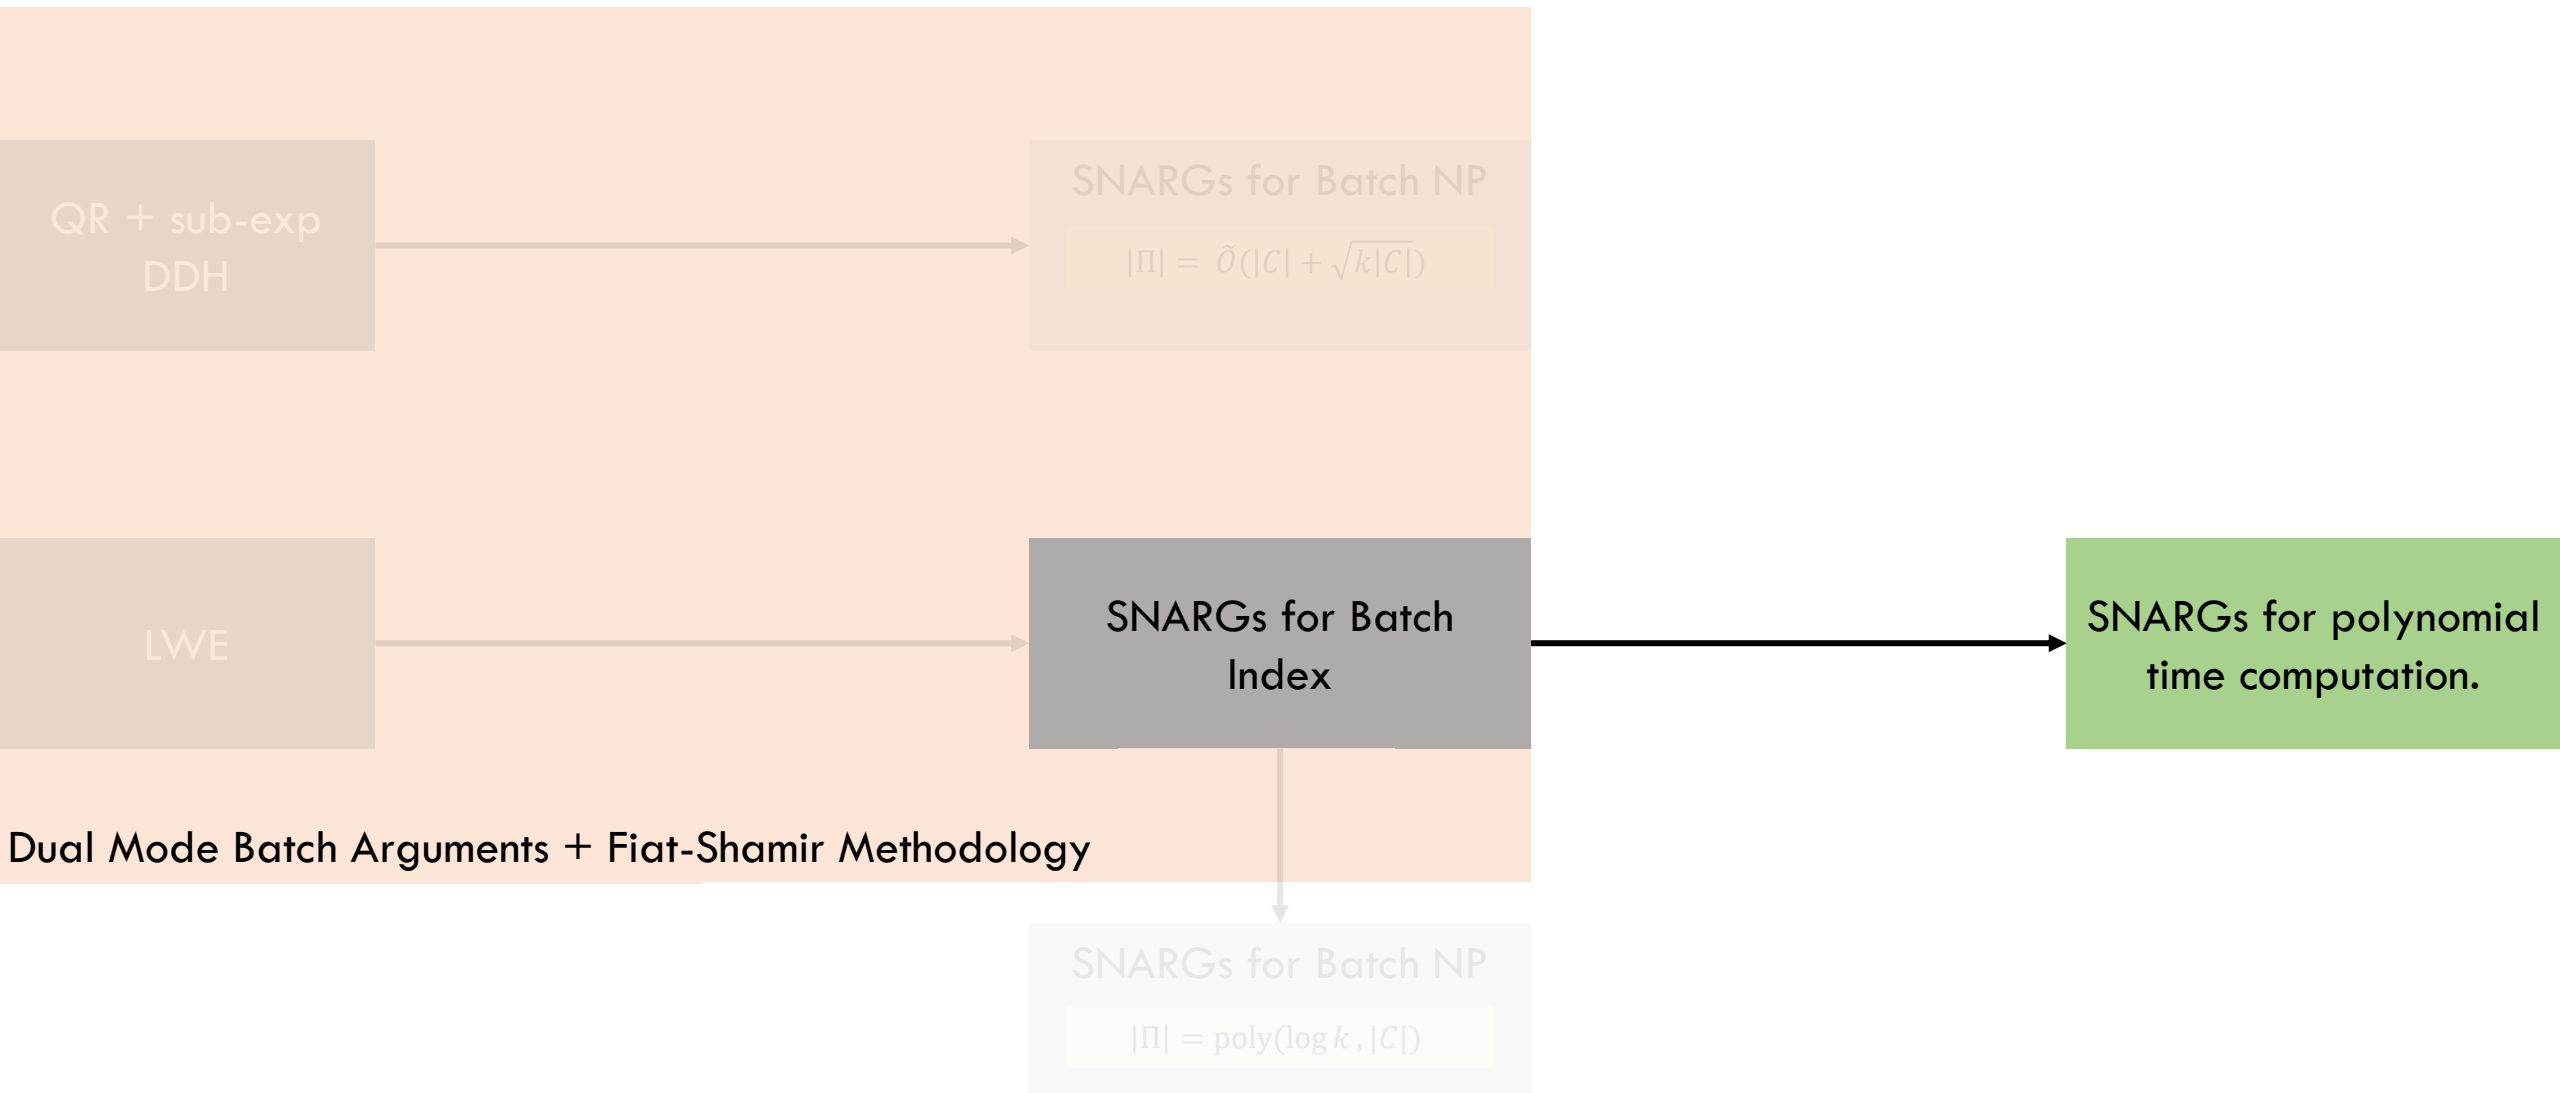 QR + sub-exp
DDH
SNARGs for Batch NP
|Π| = Õ(|C| + √k|C|)
LWE
SNARGs for Batch
Index
SNARGs for polynomial
time computation.
Dual Mode Batch Arguments + Fiat-Shamir Methodology
SNARGs for Batch NP
|Π| = poly(log k , |C|)